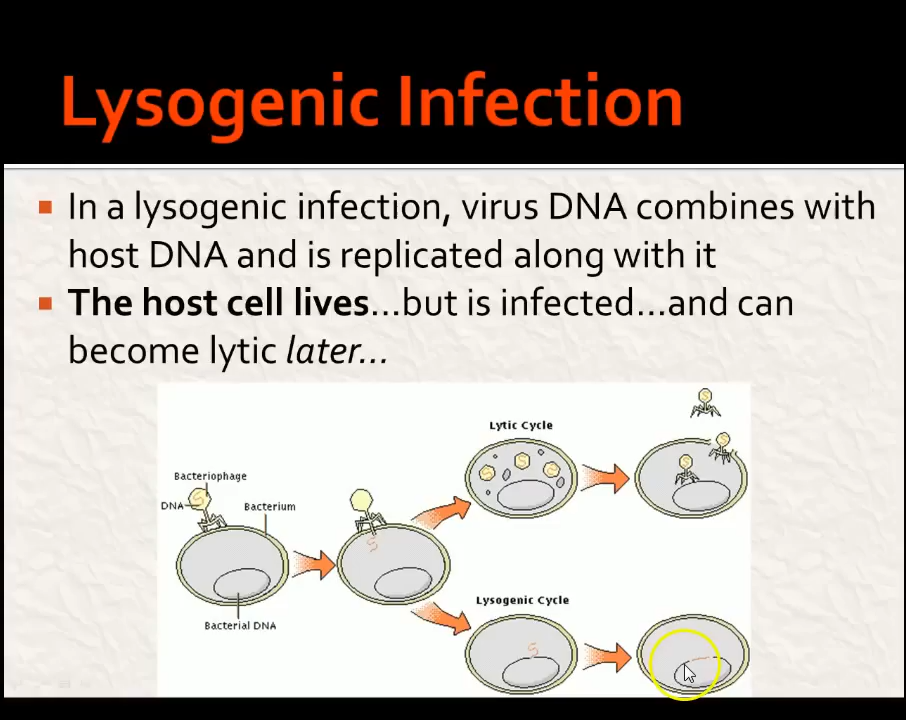 Lysogenic Infection
In a lysogenic infection, virus DNA combines with
host DNA and is replicated along with it
The host cell lives...but is infected...and can
become lytic later...
Lytic Cycle
Bacteriophage
DNA
Bacterium
Bacterial DNA
Lysogenic Cycle